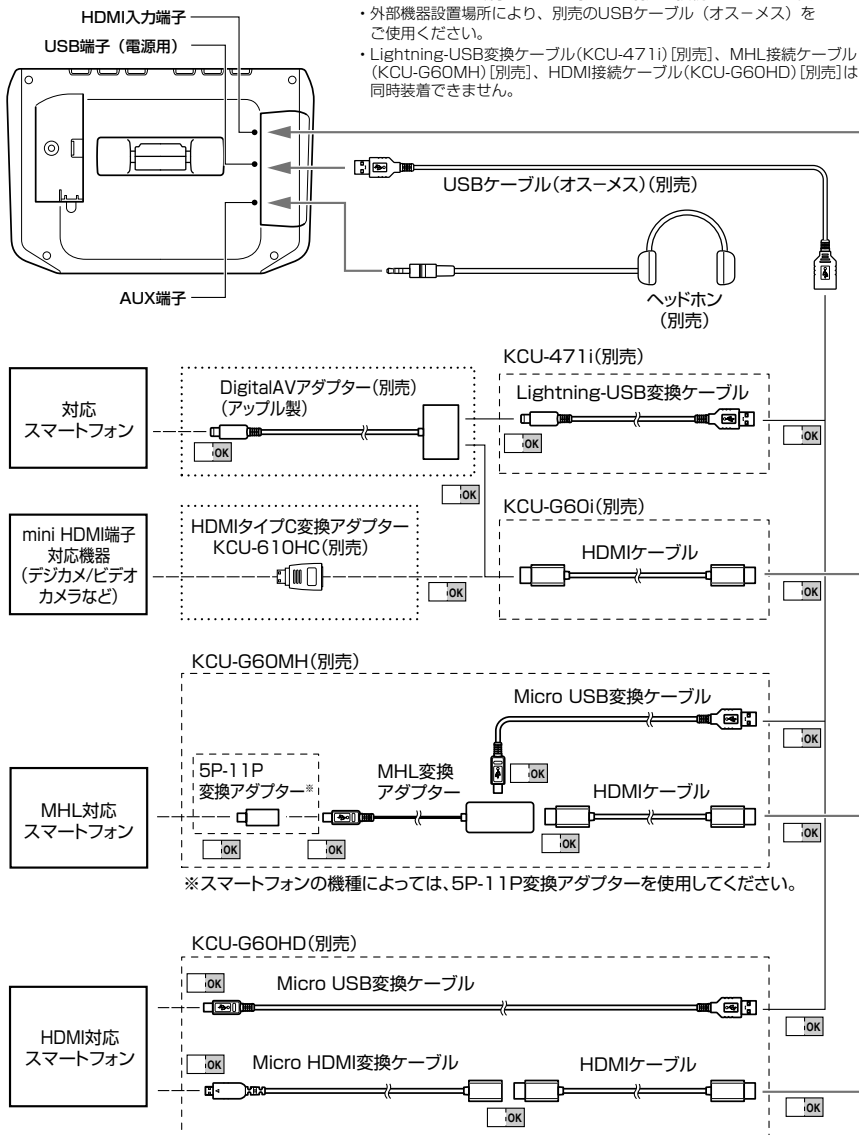 ・外部機器設置場所により、別売のUSBケーブル（オス－メス）を
ご使用ください。
・Lightning-USB変換ケーブル(KCU-471i)[別売]、MHL接続ケーブル
(KCU-G60MH)[別売]、HDMI接続ケーブル(KCU-G60HD)[別売]は
同時装着できません。
HDMI入力端子
USB端子（電源用）
AUX端子
USBケーブル(オス－メス)(別売)
ヘッドホン
(別売)
対応
スマートフォン
DigitalAVアダプター(別売)
(アップル製)
OK
KCU-471i(別売)
Lightning-USB変換ケーブル
OK
OK
OK
mini HDMI端子
対応機器
(デジカメ/ビデオ
カメラなど)
HDMIタイプC変換アダプター
KCU-610HC(別売)
OK
KCU-G60i(別売)
HDMIケーブル
OK
MHL対応
スマートフォン
KCU-G60MH(別売)
Micro USB変換ケーブル
OK
OK
5P-11P
変換アダプター※
OK
MHL変換
アダプター
OK
HDMIケーブル
OK
OK
※スマートフォンの機種によっては、5P-11P変換アダプターを使用してください。
HDMI対応
スマートフォン
KCU-G60HD(別売)
OK
Micro USB変換ケーブル
OK
OK
Micro HDMI変換ケーブル
OK
HDMIケーブル
OK